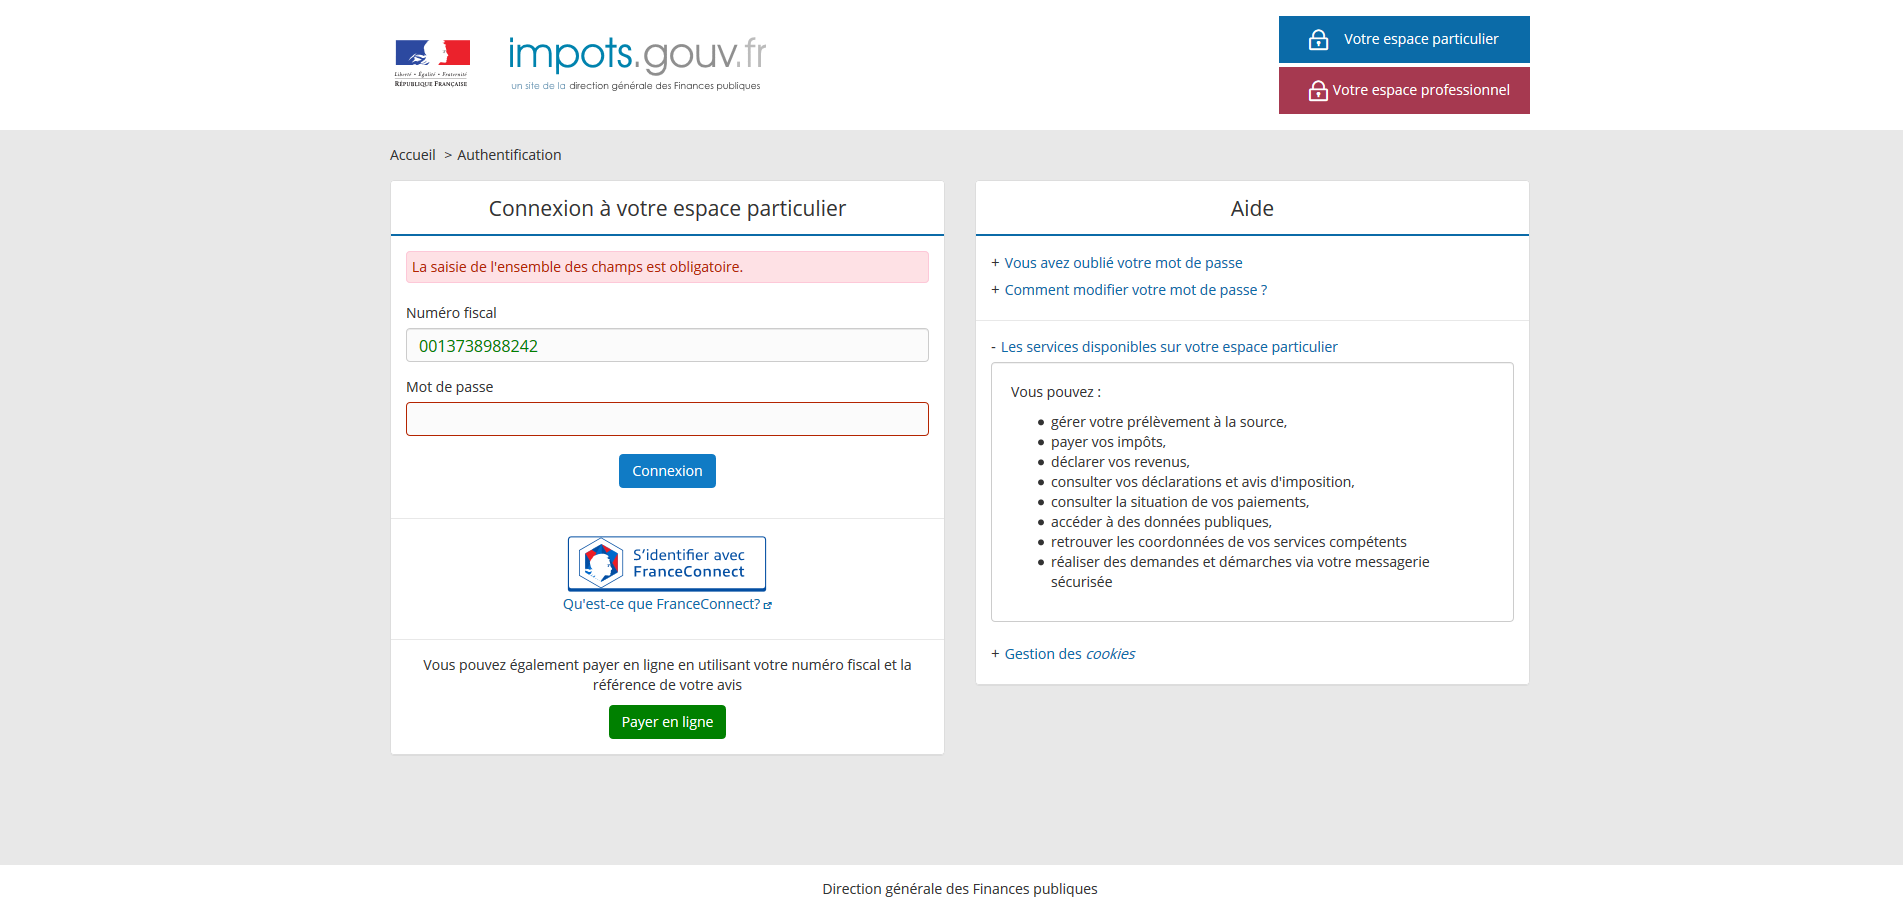 Liberté • Égalité • Fraternité
RÉPUBLIQUE FRANÇAISE
impots.gouv.fr
un site de la direction générale des Finances publiques
Votre espace particulier
Votre espace professionnel
Accueil > Authentification
Connexion à votre espace particulier
La saisie de l'ensemble des champs est obligatoire.
Numéro fiscal
0013738988242
Mot de passe
Connexion
S'identifier avec
FranceConnect
Qu'est-ce que FranceConnect?
Vous pouvez également payer en ligne en utilisant votre numéro fiscal et la
référence de votre avis
Payer en ligne
Aide
+ Vous avez oublié votre mot de passe
+ Comment modifier votre mot de passe ?
- Les services disponibles sur votre espace particulier
Vous pouvez :
• gérer votre prélèvement à la source,
• payer vos impôts,
• déclarer vos revenus,
• consulter vos déclarations et avis d'imposition,
• consulter la situation de vos paiements,
• accéder à des données publiques,
• retrouver les coordonnées de vos services compétents
• réaliser des demandes et démarches via votre messagerie
sécurisée
+ Gestion des cookies
Direction générale des Finances publiques